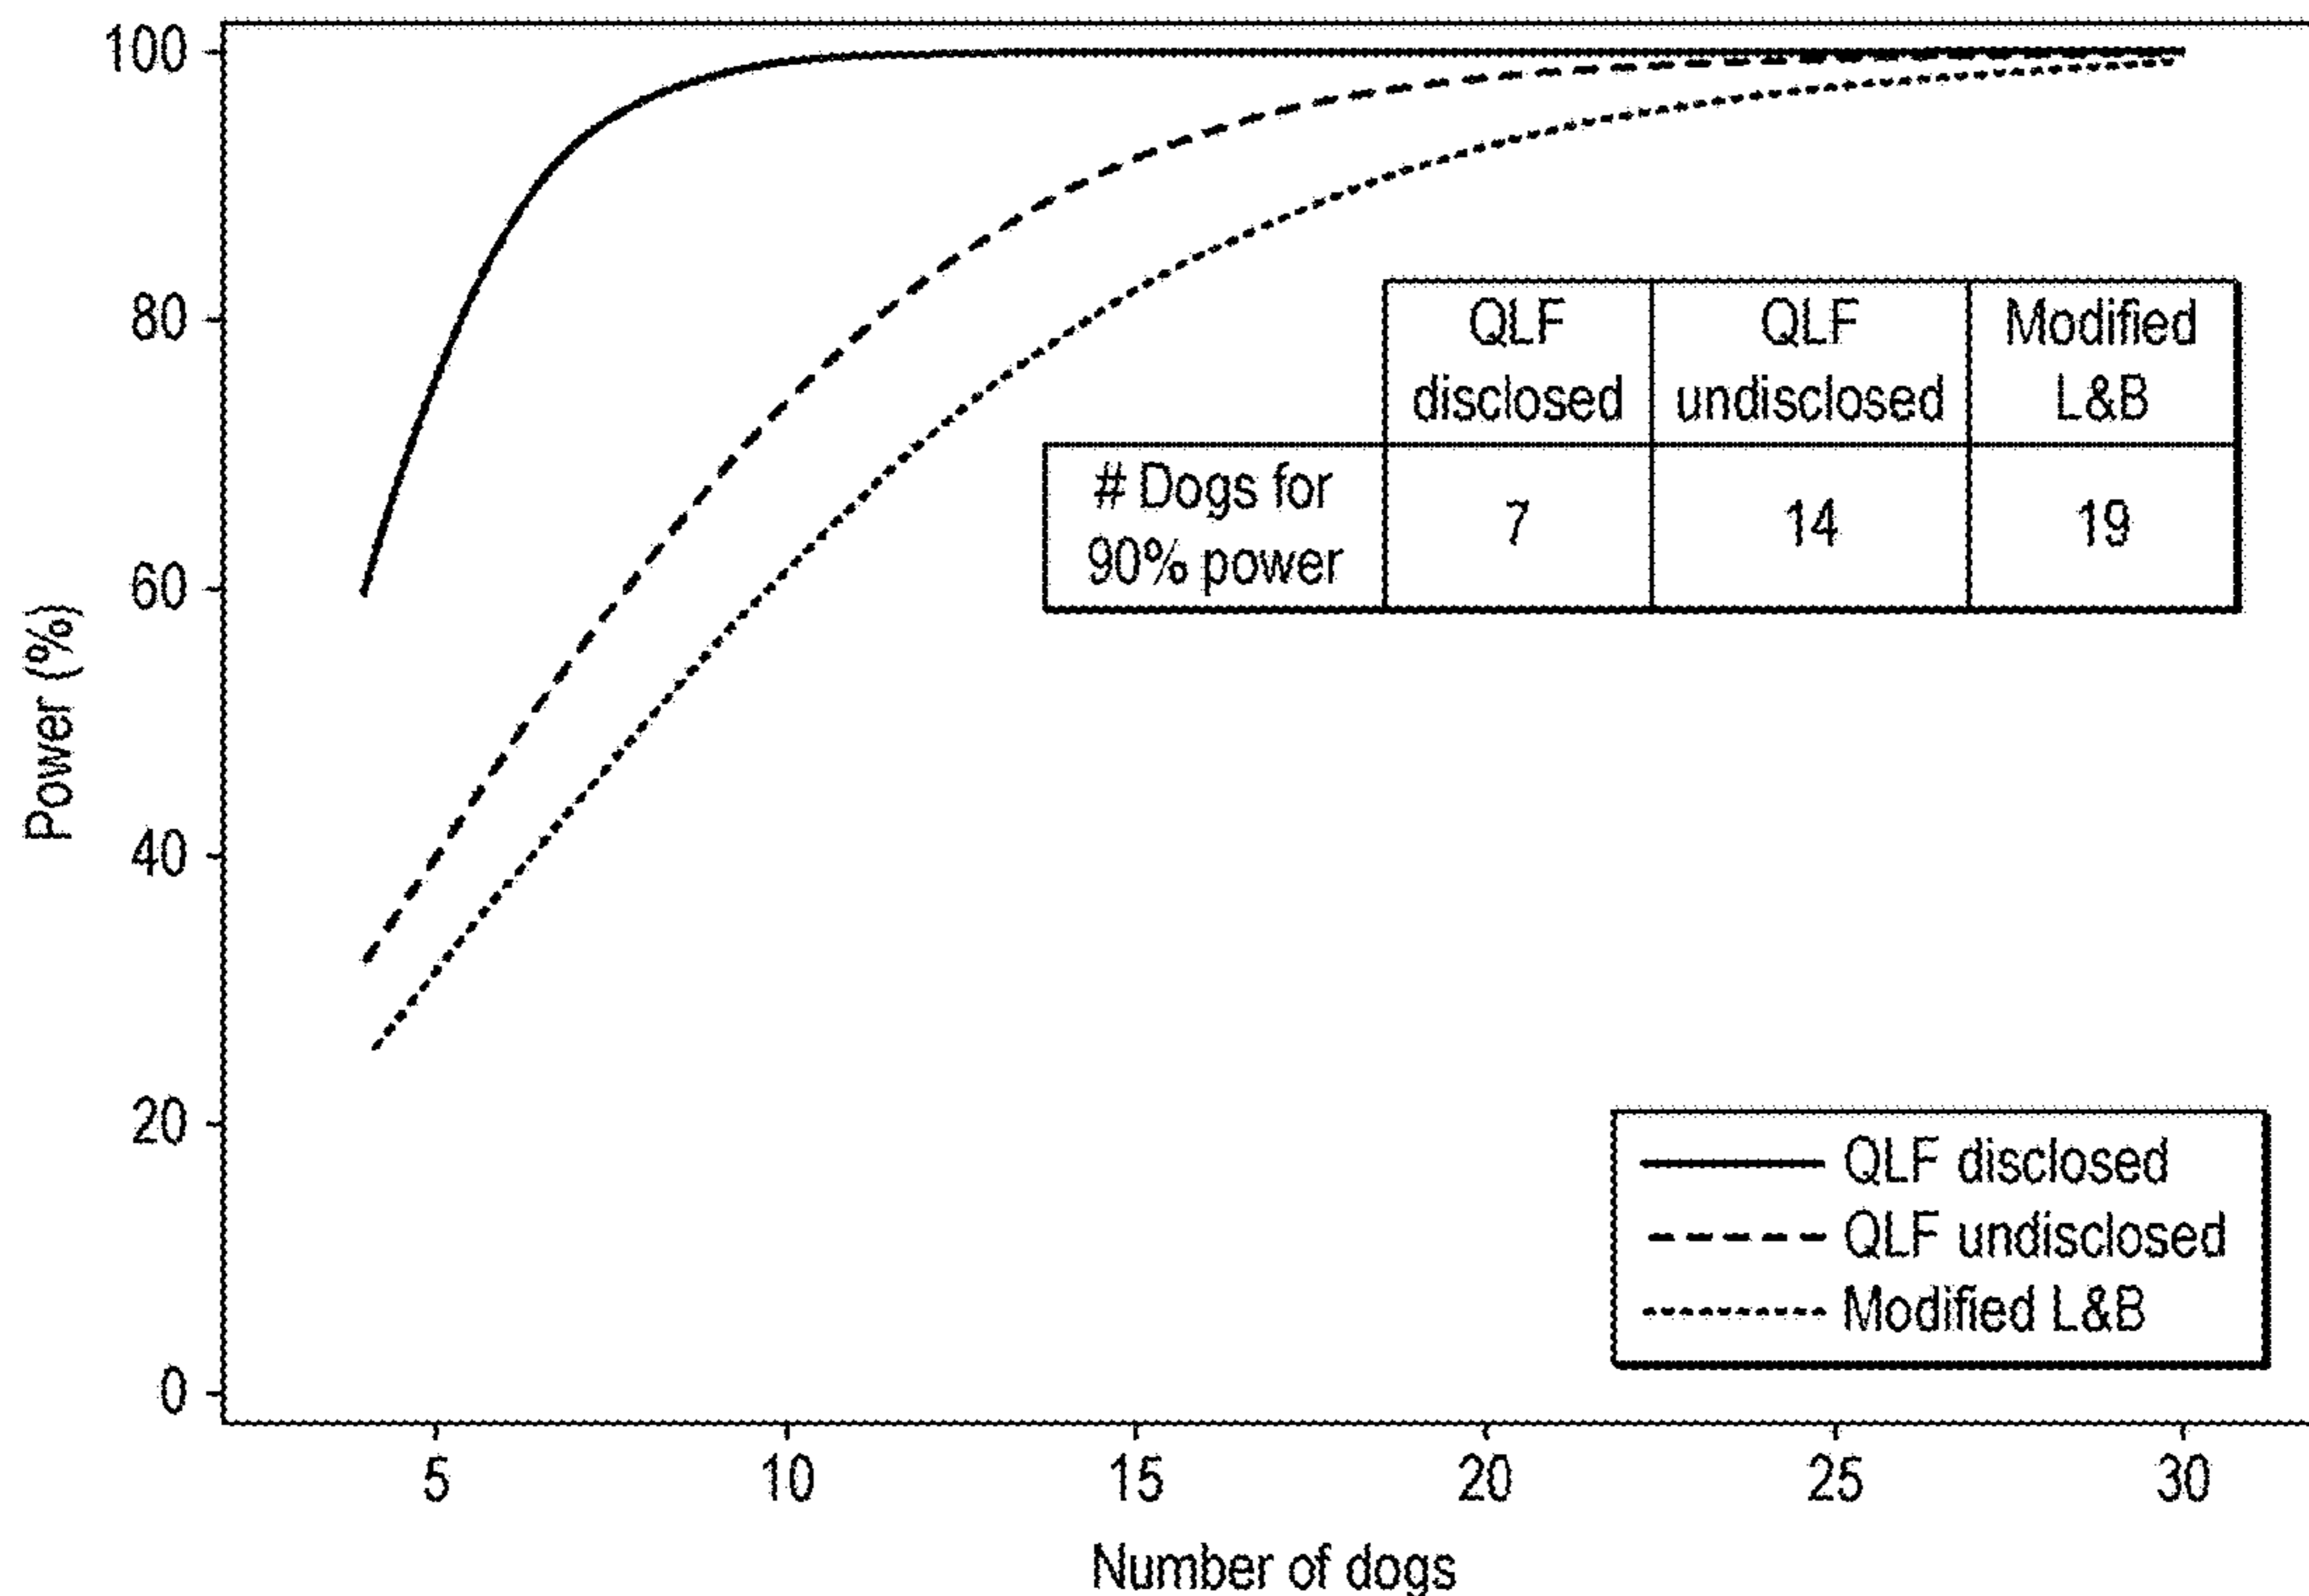 100
80
60
40
20
0
Power (%)
QLF
disclosed
QLF
undisclosed
Modified
L&B
# Dogs for
90% power
7
14
19
QLF disclosed
QLF undisclosed
Modified L&B
5
10
15
20
25
30
Number of dogs